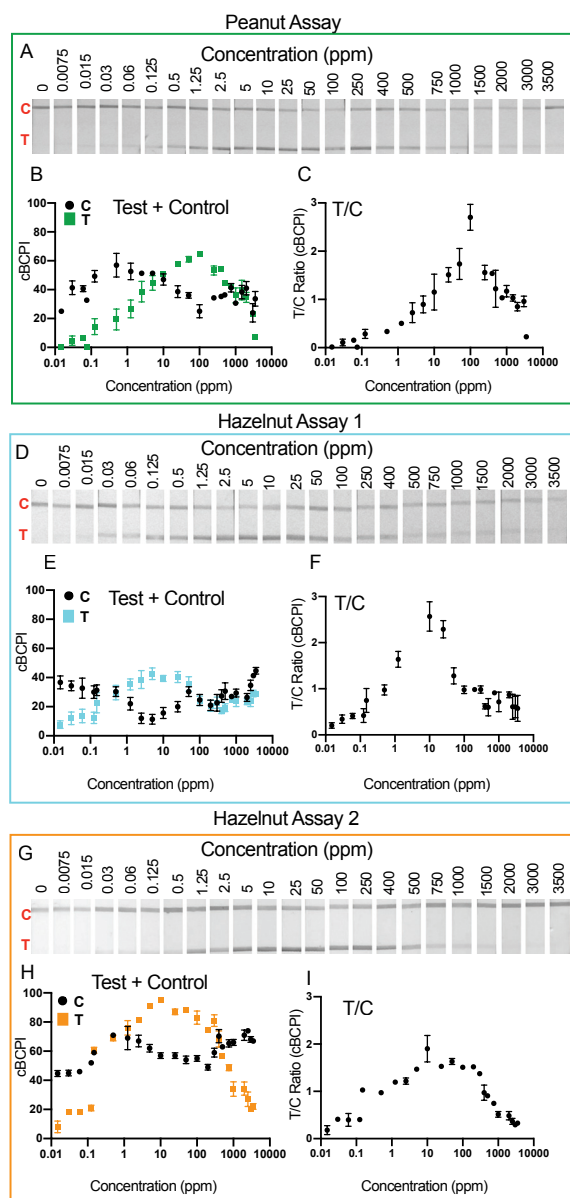 Peanut Assay
A
Concentration (ppm)
0 0.0075 0.015 0.03 0.06 0.125 0.5 1.25 2.5 5 10 25 50 100 250 400 500 750 1000 1500 2000 3000 3500
C
T
B
C
T
Test + Control
cBCPI
100
80
60
40
20
0
0.01 0.1 1 10 100 1000 10000
Concentration (ppm)
C
T/C
T/C Ratio (cBCPI)
3
2
1
0
0.01 0.1 1 10 100 1000 10000
Concentration (ppm)
Hazelnut Assay 1
D
Concentration (ppm)
0 0.0075 0.015 0.03 0.06 0.125 0.5 1.25 2.5 5 10 25 50 100 250 400 500 750 1000 1500 2000 3000 3500
C
T
E
C
T
Test + Control
cBCPI
100
80
60
40
20
0
0.01 0.1 1 10 100 1000 10000
Concentration (ppm)
F
T/C
T/C Ratio (cBCPI)
3
2
1
0
0.01 0.1 1 10 100 1000 10000
Concentration (ppm)
Hazelnut Assay 2
G
Concentration (ppm)
0 0.0075 0.015 0.03 0.06 0.125 0.5 1.25 2.5 5 10 25 50 100 250 400 500 750 1000 1500 2000 3000 3500
C
T
H
C
T
Test + Control
cBCPI
100
80
60
40
20
0
0.01 0.1 1 10 100 1000 10000
Concentration (ppm)
I
T/C
T/C Ratio (cBCPI)
3
2
1
0
0.01 0.1 1 10 100 1000 10000
Concentration (ppm)